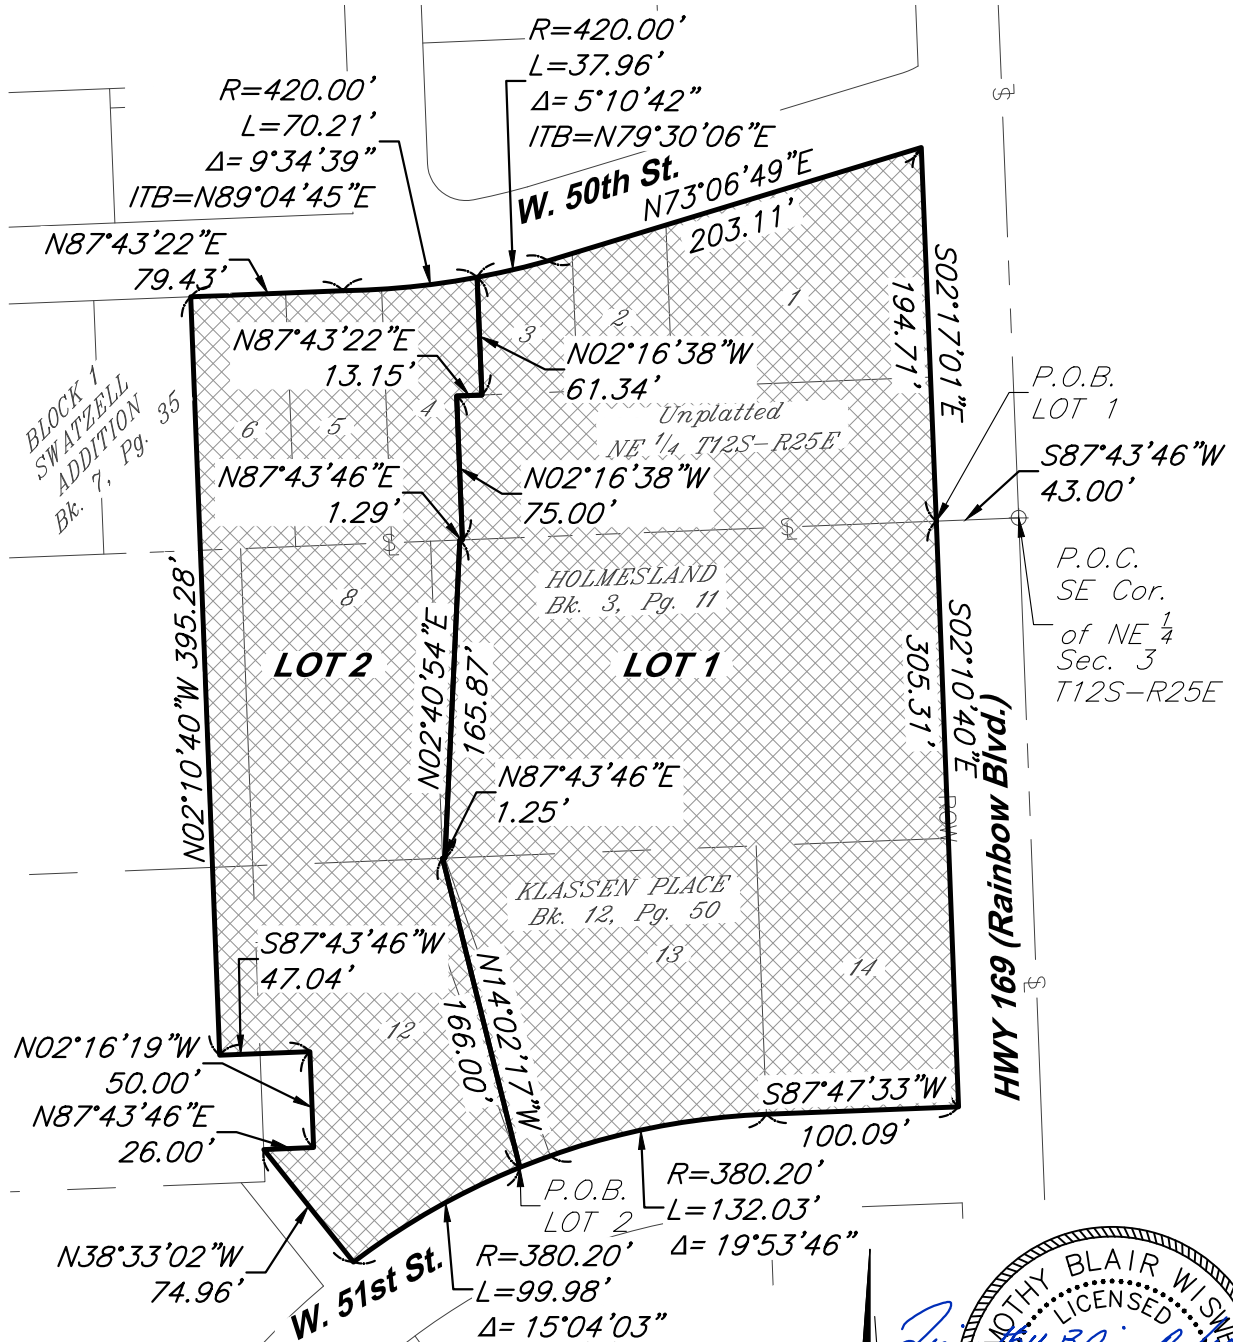 R=420.00'
L=37.96'
Δ= 5°10'42"
ITB=N79°30'06"E
R=420.00'
L=70.21'
Δ= 9°34'39"
ITB=N89°04'45"E
W. 50th St.
N73°06'49"E
203.11'
N87°43'22"E
79.43'
S02°17'01"E
194.71'
1
2
3
N87°43'22"E
13.15'
N02°16'38"W
61.34'
P.O.B.
LOT 1
BLOCK 1
SWATZELL
ADDITION
Bk. 7, Pg. 35
6
5
4
Unplatted
NE 1/4 T12S-R25E
S87°43'46"W
43.00'
N87°43'46"E
1.29'
N02°16'38"W
75.00'
P.O.C.
SE Cor.
of NE 1/4
Sec. 3
T12S-R25E
HOLMESLAND
Bk. 3, Pg. 11
8
N02°10'40"W 395.28'
LOT 2
N02°40'54"E
165.87'
LOT 1
S02°10'40"E
305.31'
HWY 169 (Rainbow Blvd.)
ROW
N87°43'46"E
1.25'
KLASSEN PLACE
Bk. 12, Pg. 50
13
14
S87°43'46"W
47.04'
12
N14°02'17"W
166.00'
N02°16'19"W
50.00'
N87°43'46"E
26.00'
S87°47'33"W
100.09'
P.O.B.
LOT 2
R=380.20'
L=132.03'
Δ= 19°53'46"
N38°33'02"W
74.96'
W. 51st St.
R=380.20'
L=99.98'
Δ= 15°04'03"
MOTHY BLAIR WISW
LICENSED